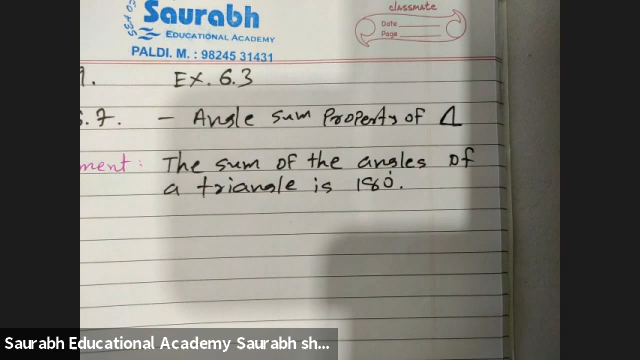 Saurabh
EDUCATIONAL ACADEMY
PALDI. M. : 98245 31431
classmate
Date
Page
Ex. 6.3
.7. - Angle sum Property of Δ
ment: The sum of the angles of
a triangle is 180°.
Saurabh Educational Academy Saurabh sh...